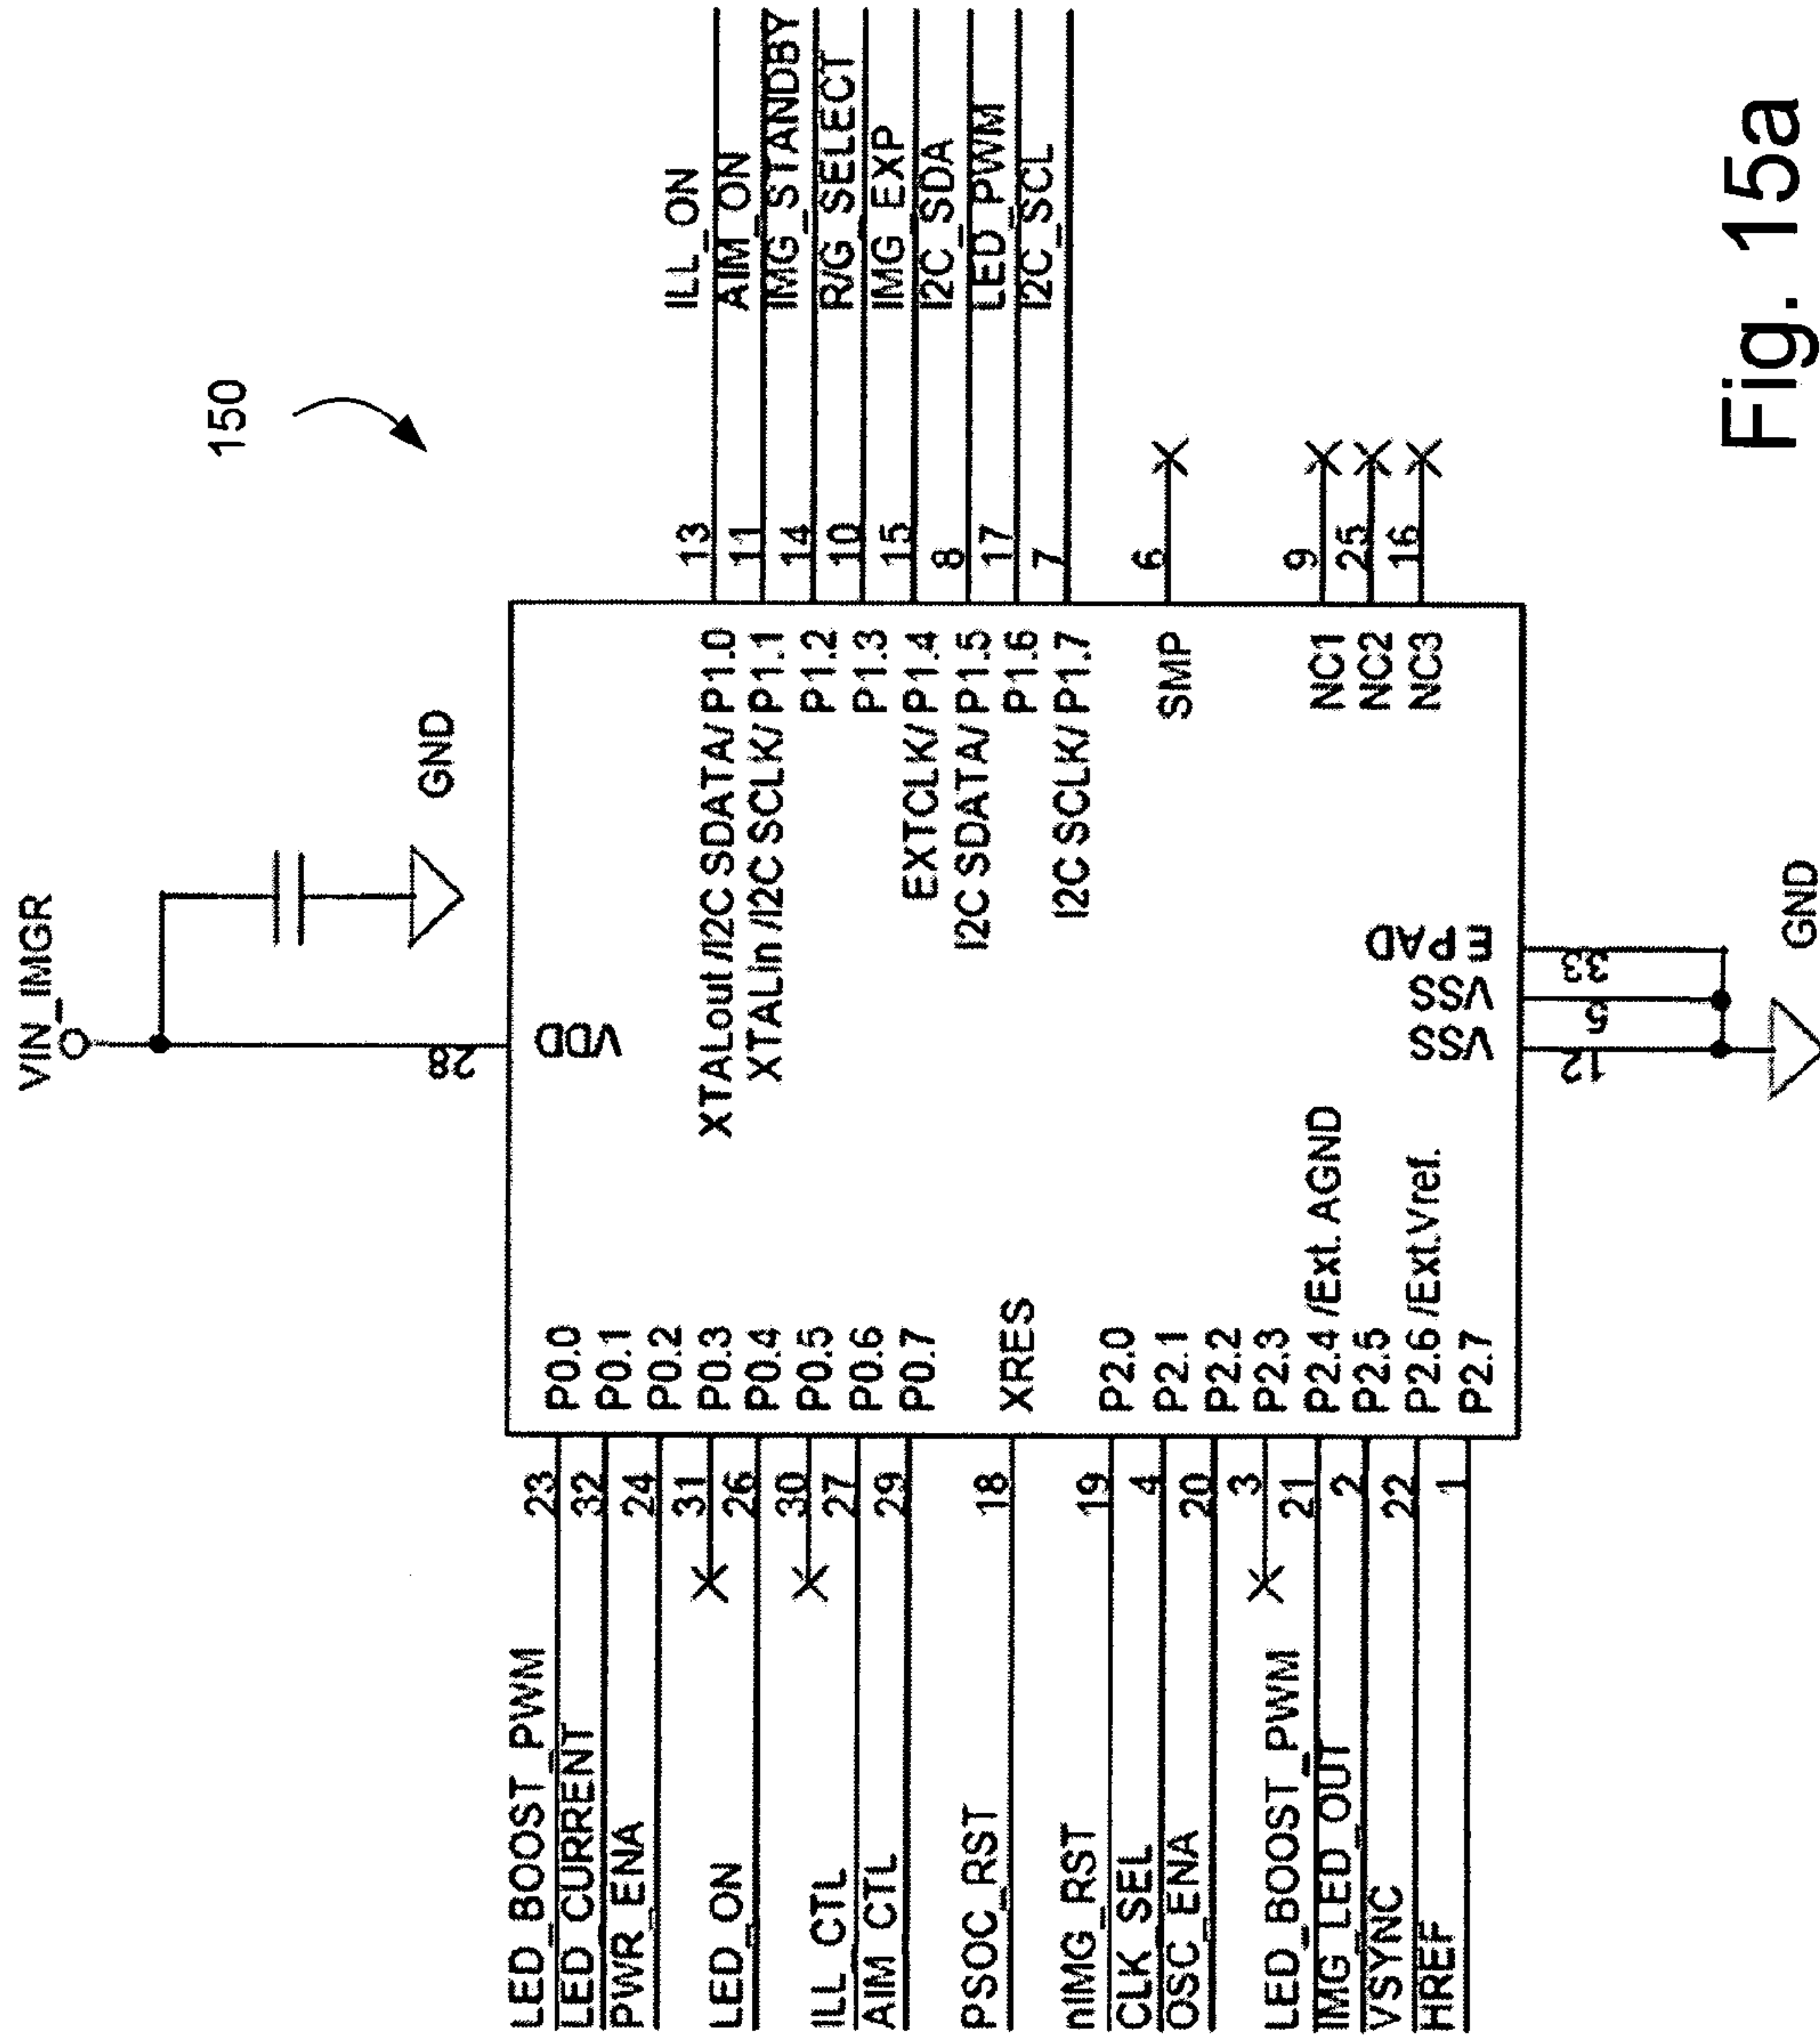 150
VIN_IMGR
GND
28
VDD
LED_BOOST_PWM 23 P0.0
LED_CURRENT 32 P0.1
PWR_ENA 24 P0.2
31 P0.3
LED_ON 26 P0.4
30 P0.5
ILL_CTL 27 P0.6
AIM_CTL 29 P0.7
PSOC_RST 18 XRES
nIMG_RST 19 P2.0
CLK_SEL 4 P2.1
OSC_ENA 20 P2.2
3 P2.3
LED_BOOST_PWM 21 P2.4 /Ext. AGND
IMG_LED_OUT 2 P2.5
VSYNC 22 P2.6 /Ext.Vref.
HREF 1 P2.7
XTALout /I2C SDATA/ P1.0 13 ILL_ON
XTALin /I2C SCLK/ P1.1 11 AIM_ON
P1.2 14 IMG_STANDBY
P1.3 10 R/G_SELECT
EXTCLK/ P1.4 15 IMG_EXP
I2C SDATA/ P1.5 8 I2C_SDA
P1.6 17 LED_PWM
I2C SCLK/ P1.7 7 I2C_SCL
SMP 6
NC1 9
NC2 25
NC3 16
VSS 12
VSS 5
EPAD 33
GND
Fig. 15a